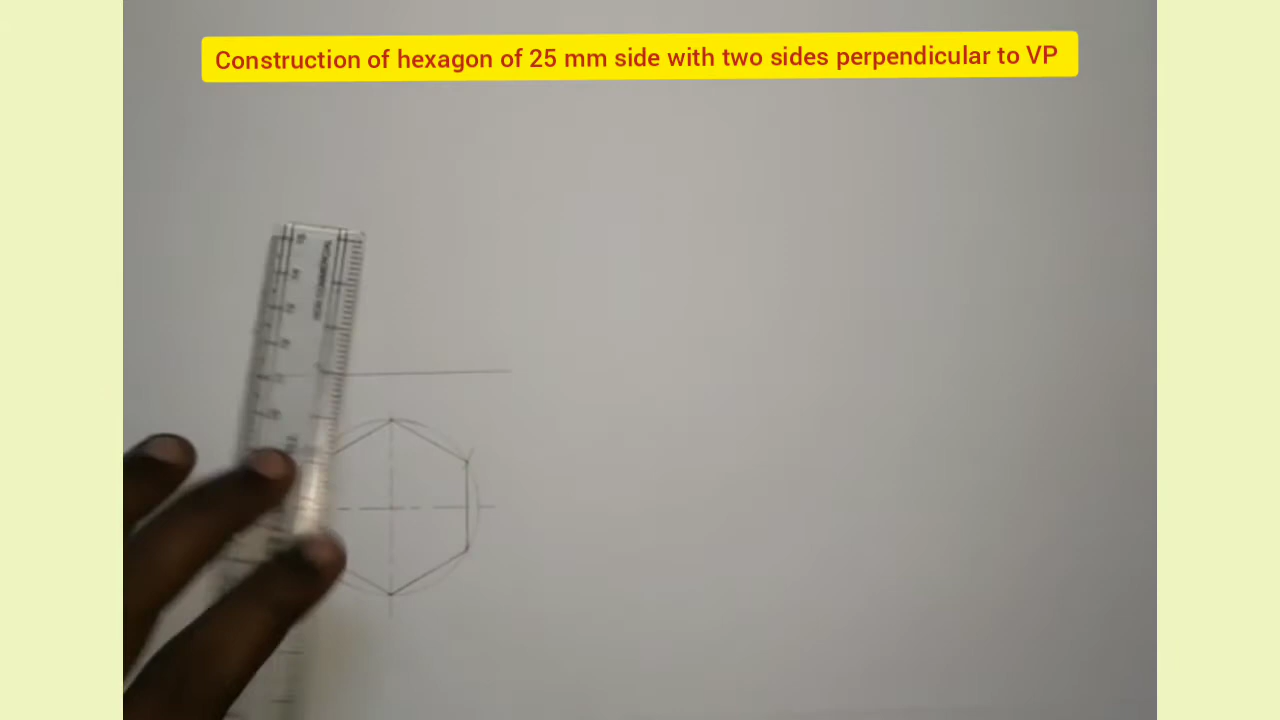 Construction of hexagon of 25 mm side with two sides perpendicular to VP